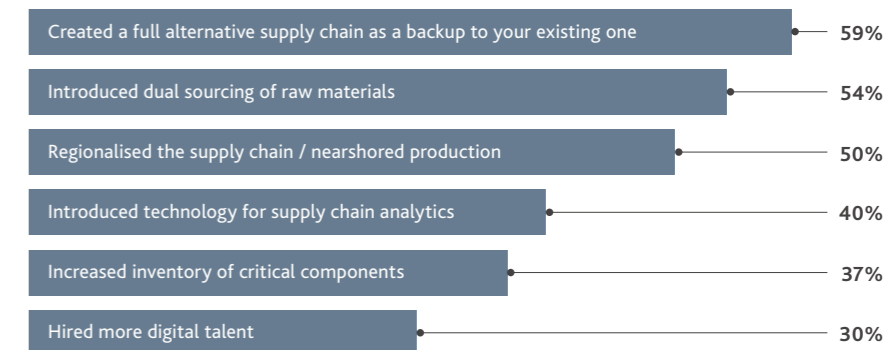 Created a full alternative supply chain as a backup to your existing one 59%
Introduced dual sourcing of raw materials 54%
Regionalised the supply chain / nearshored production 50%
Introduced technology for supply chain analytics 40%
Increased inventory of critical components 37%
Hired more digital talent 30%